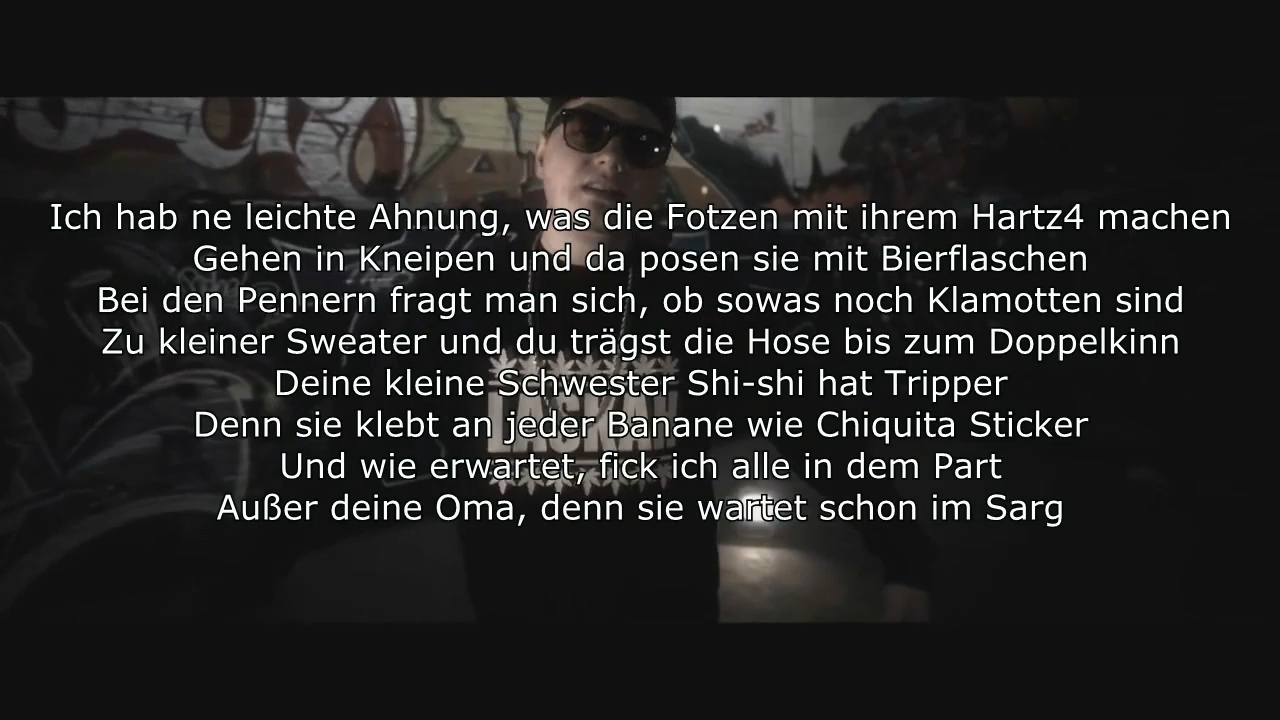 Ich hab ne leichte Ahnung, was die Fotzen mit ihrem Hartz4 machen
Gehen in Kneipen und da posen sie mit Bierflaschen
Bei den Pennern fragt man sich, ob sowas noch Klamotten sind
Zu kleiner Sweater und du trägst die Hose bis zum Doppelkinn
Deine kleine Schwester Shi-shi hat Tripper
Denn sie klebt an jeder Banane wie Chiquita Sticker
Und wie erwartet, fick ich alle in dem Part
Außer deine Oma, denn sie wartet schon im Sarg